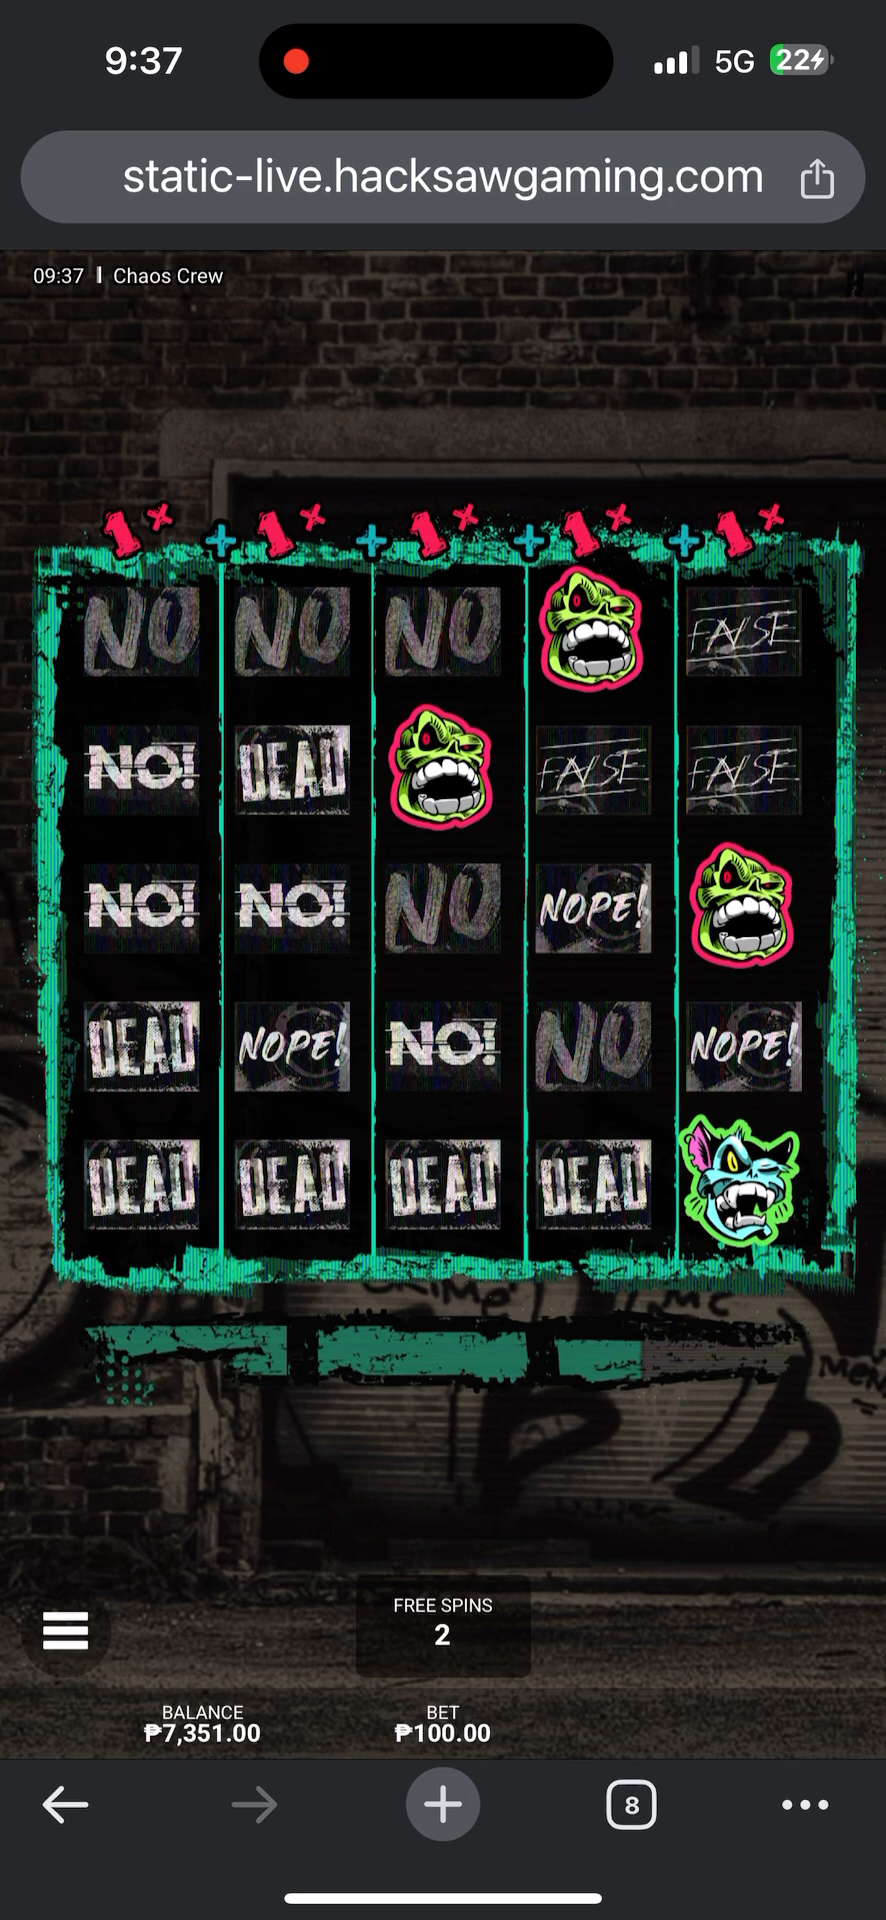 9:37 5G 22
static-live.hacksawgaming.com
09:37 | Chaos Crew
1x + 1x + 1x + 1x + 1x
NO NO NO FALSE
NO! DEAD FALSE FALSE
NO! NO! NO NOPE!
DEAD NOPE! NO! NO NOPE!
DEAD DEAD DEAD DEAD
FREE SPINS
2
BALANCE BET
₱7,351.00 ₱100.00
8